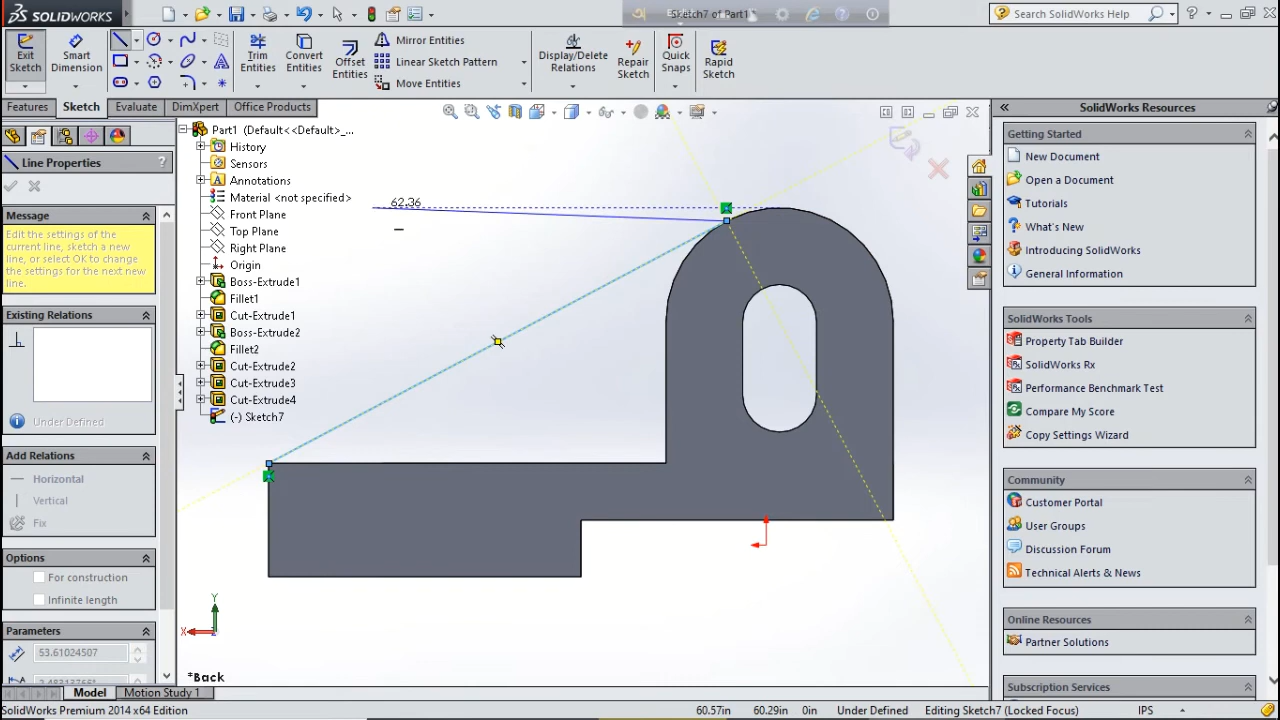 SOLIDWORKS
Sketch7 of Part1 *
Search SolidWorks Help
Exit Sketch
Smart Dimension
Trim Entities
Convert Entities
Offset Entities
Mirror Entities
Linear Sketch Pattern
Move Entities
Display/Delete Relations
Repair Sketch
Quick Snaps
Rapid Sketch
Features
Sketch
Evaluate
DimXpert
Office Products
SolidWorks Resources
Line Properties
?
Message
Edit the settings of the
current line, sketch a new
line, or select OK to change
the settings for the next new
line.
Existing Relations
Under Defined
Add Relations
Horizontal
Vertical
Fix
Options
For construction
Infinite length
Parameters
53.61024507
Part1 (Default<<Default>_...
History
Sensors
Annotations
Material <not specified>
Front Plane
Top Plane
Right Plane
Origin
Boss-Extrude1
Fillet1
Cut-Extrude1
Boss-Extrude2
Fillet2
Cut-Extrude2
Cut-Extrude3
Cut-Extrude4
(-) Sketch7
62.36
Y
X
*Back
Getting Started
New Document
Open a Document
Tutorials
What's New
Introducing SolidWorks
General Information
SolidWorks Tools
Property Tab Builder
SolidWorks Rx
Performance Benchmark Test
Compare My Score
Copy Settings Wizard
Community
Customer Portal
User Groups
Discussion Forum
Technical Alerts & News
Online Resources
Partner Solutions
Subscription Services
Model
Motion Study 1
SolidWorks Premium 2014 x64 Edition
60.57in
60.29in
0in
Under Defined
Editing Sketch7 (Locked Focus)
IPS